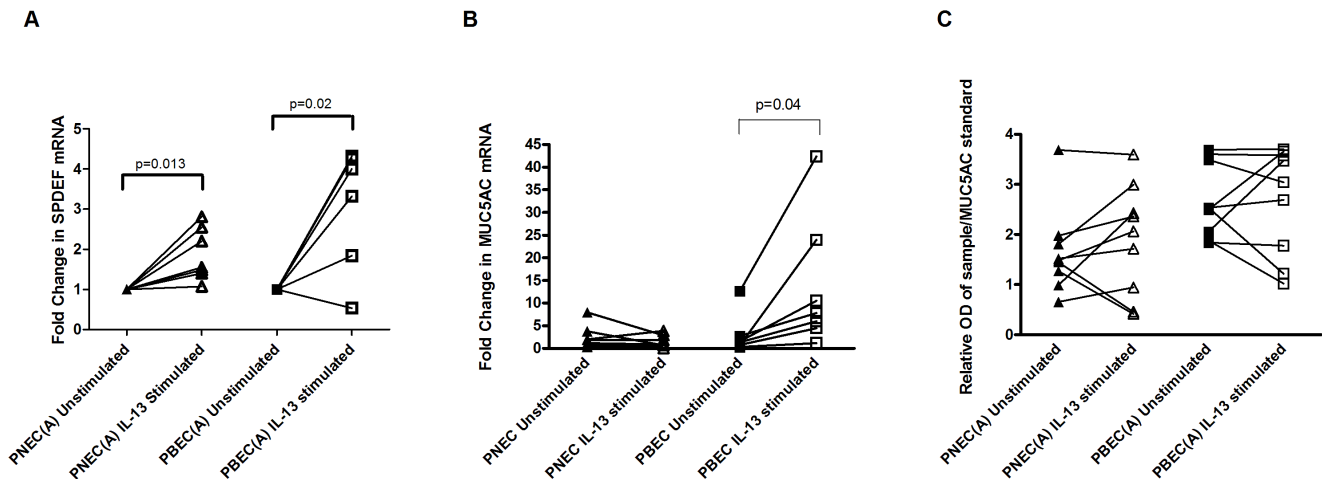 A
Fold Change in SPDEF mRNA
5
4
3
2
1
0
p=0.013
p=0.02
PNEC(A) Unstimulated
PNEC(A) IL-13 Stimulated
PBEC(A) Unstimulated
PBEC(A) IL-13 stimulated
B
Fold Change in MUC5AC mRNA
45
40
35
30
25
20
15
10
5
0
p=0.04
PNEC Unstimulated
PNEC IL-13 stimulated
PBEC Unstimulated
PBEC IL-13 stimulated
C
Relative OD of sample/MUC5AC standard
4
3
2
1
0
PNEC(A) Unstimulated
PNEC(A) IL-13 stimulated
PBEC(A) Unstimulated
PBEC(A) IL-13 stimulated